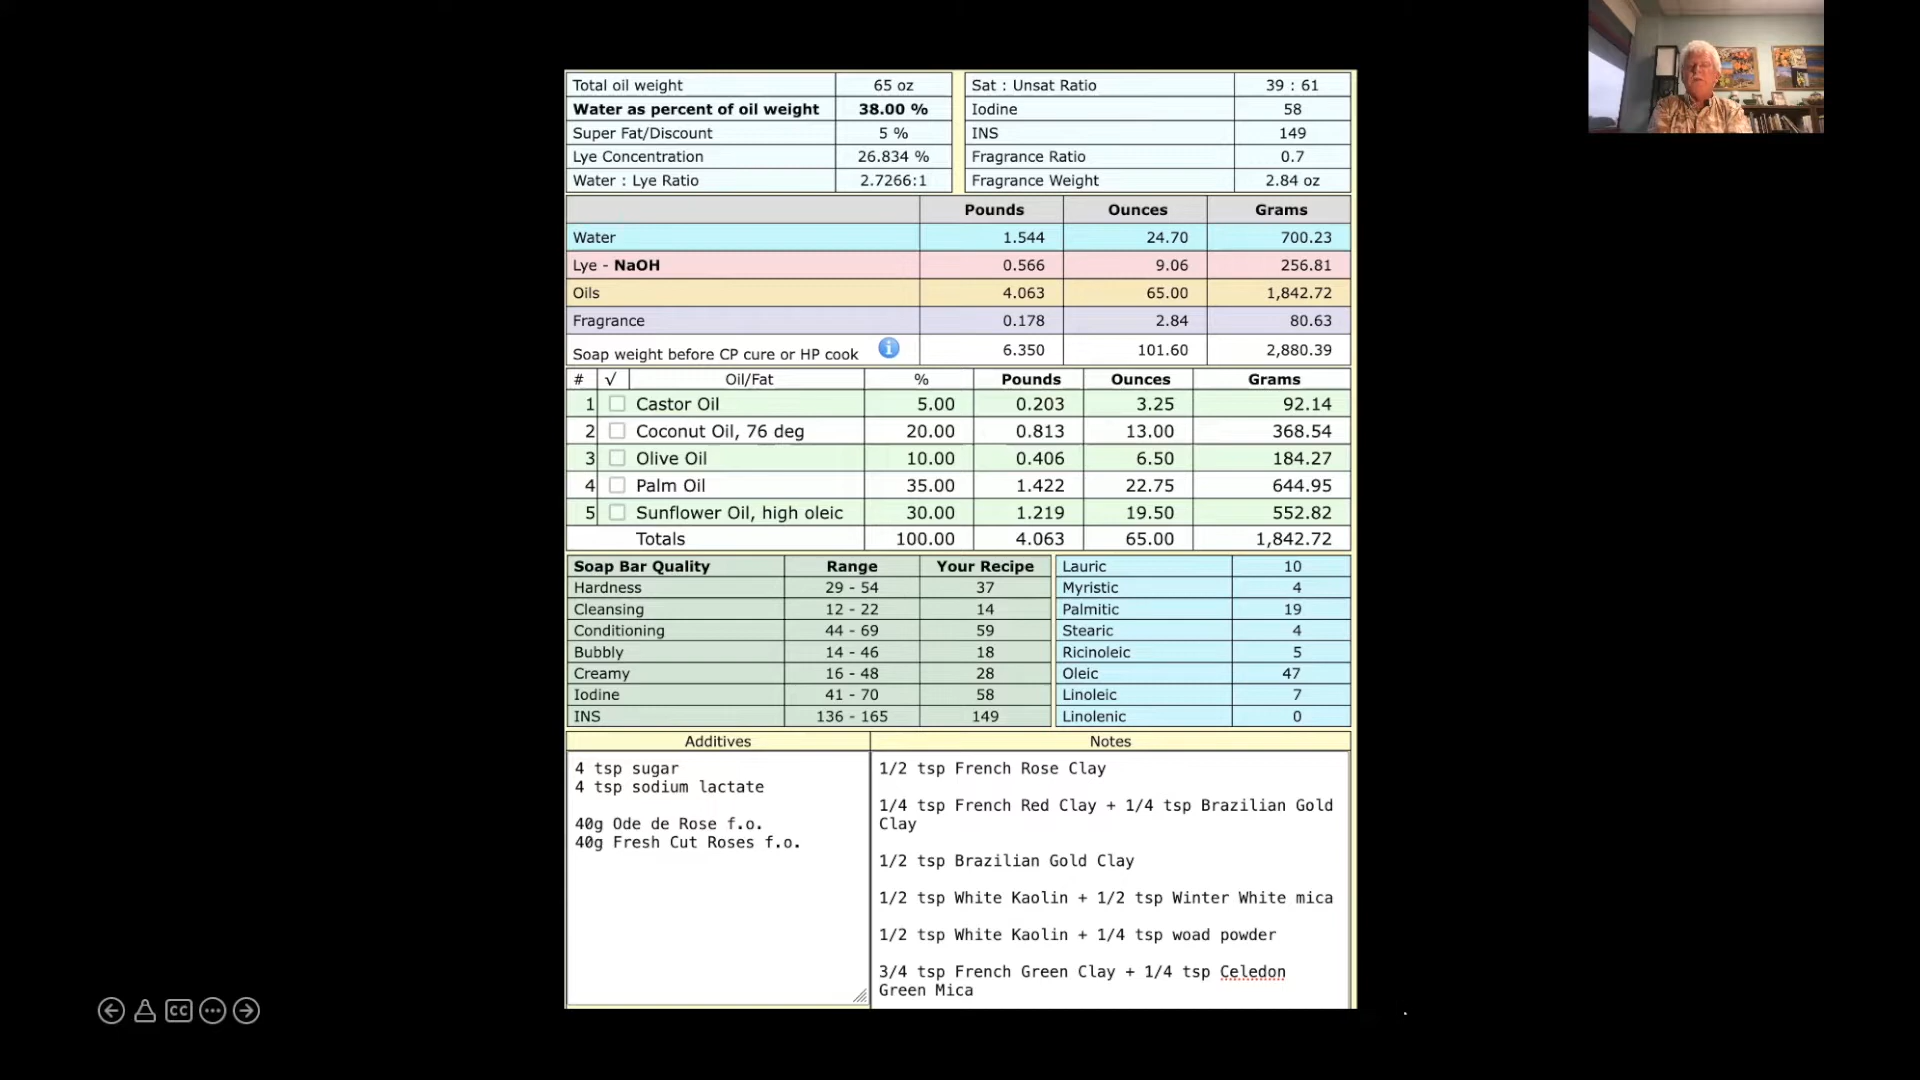 Total oil weight 65 oz
Water as percent of oil weight 38.00 %
Super Fat/Discount 5 %
Lye Concentration 26.834 %
Water : Lye Ratio 2.7266:1
Sat : Unsat Ratio 39 : 61
Iodine 58
INS 149
Fragrance Ratio 0.7
Fragrance Weight 2.84 oz
Pounds Ounces Grams
Water 1.544 24.70 700.23
Lye - NaOH 0.566 9.06 256.81
Oils 4.063 65.00 1,842.72
Fragrance 0.178 2.84 80.63
Soap weight before CP cure or HP cook i 6.350 101.60 2,880.39
# √ Oil/Fat % Pounds Ounces Grams
1 Castor Oil 5.00 0.203 3.25 92.14
2 Coconut Oil, 76 deg 20.00 0.813 13.00 368.54
3 Olive Oil 10.00 0.406 6.50 184.27
4 Palm Oil 35.00 1.422 22.75 644.95
5 Sunflower Oil, high oleic 30.00 1.219 19.50 552.82
Totals 100.00 4.063 65.00 1,842.72
Soap Bar Quality Range Your Recipe
Hardness 29 - 54 37
Cleansing 12 - 22 14
Conditioning 44 - 69 59
Bubbly 14 - 46 18
Creamy 16 - 48 28
Iodine 41 - 70 58
INS 136 - 165 149
Lauric 10
Myristic 4
Palmitic 19
Stearic 4
Ricinoleic 5
Oleic 47
Linoleic 7
Linolenic 0
Additives
4 tsp sugar
4 tsp sodium lactate
40g Ode de Rose f.o.
40g Fresh Cut Roses f.o.
Notes
1/2 tsp French Rose Clay
1/4 tsp French Red Clay + 1/4 tsp Brazilian Gold
Clay
1/2 tsp Brazilian Gold Clay
1/2 tsp White Kaolin + 1/2 tsp Winter White mica
1/2 tsp White Kaolin + 1/4 tsp woad powder
3/4 tsp French Green Clay + 1/4 tsp Celedon
Green Mica
CC